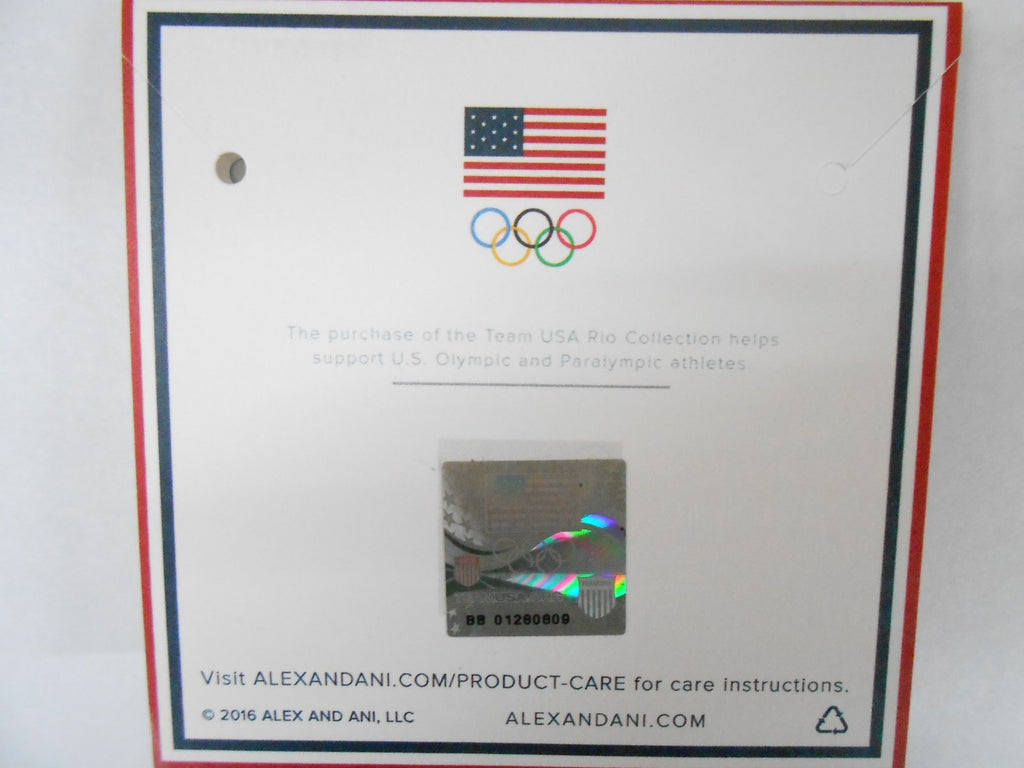 The purchase of the Team USA Rio Collection helps
support U.S. Olympic and Paralympic athletes.
BB 01280809
Visit ALEXANDANI.COM/PRODUCT-CARE for care instructions.
© 2016 ALEX AND ANI, LLC
ALEXANDANI.COM